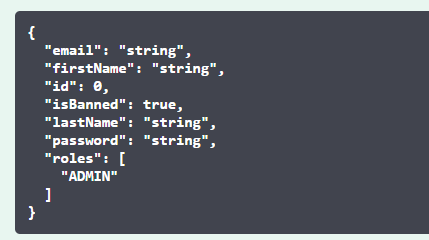 {
  "email": "string",
  "firstName": "string",
  "id": 0,
  "isBanned": true,
  "lastName": "string",
  "password": "string",
  "roles": [
    "ADMIN"
  ]
}